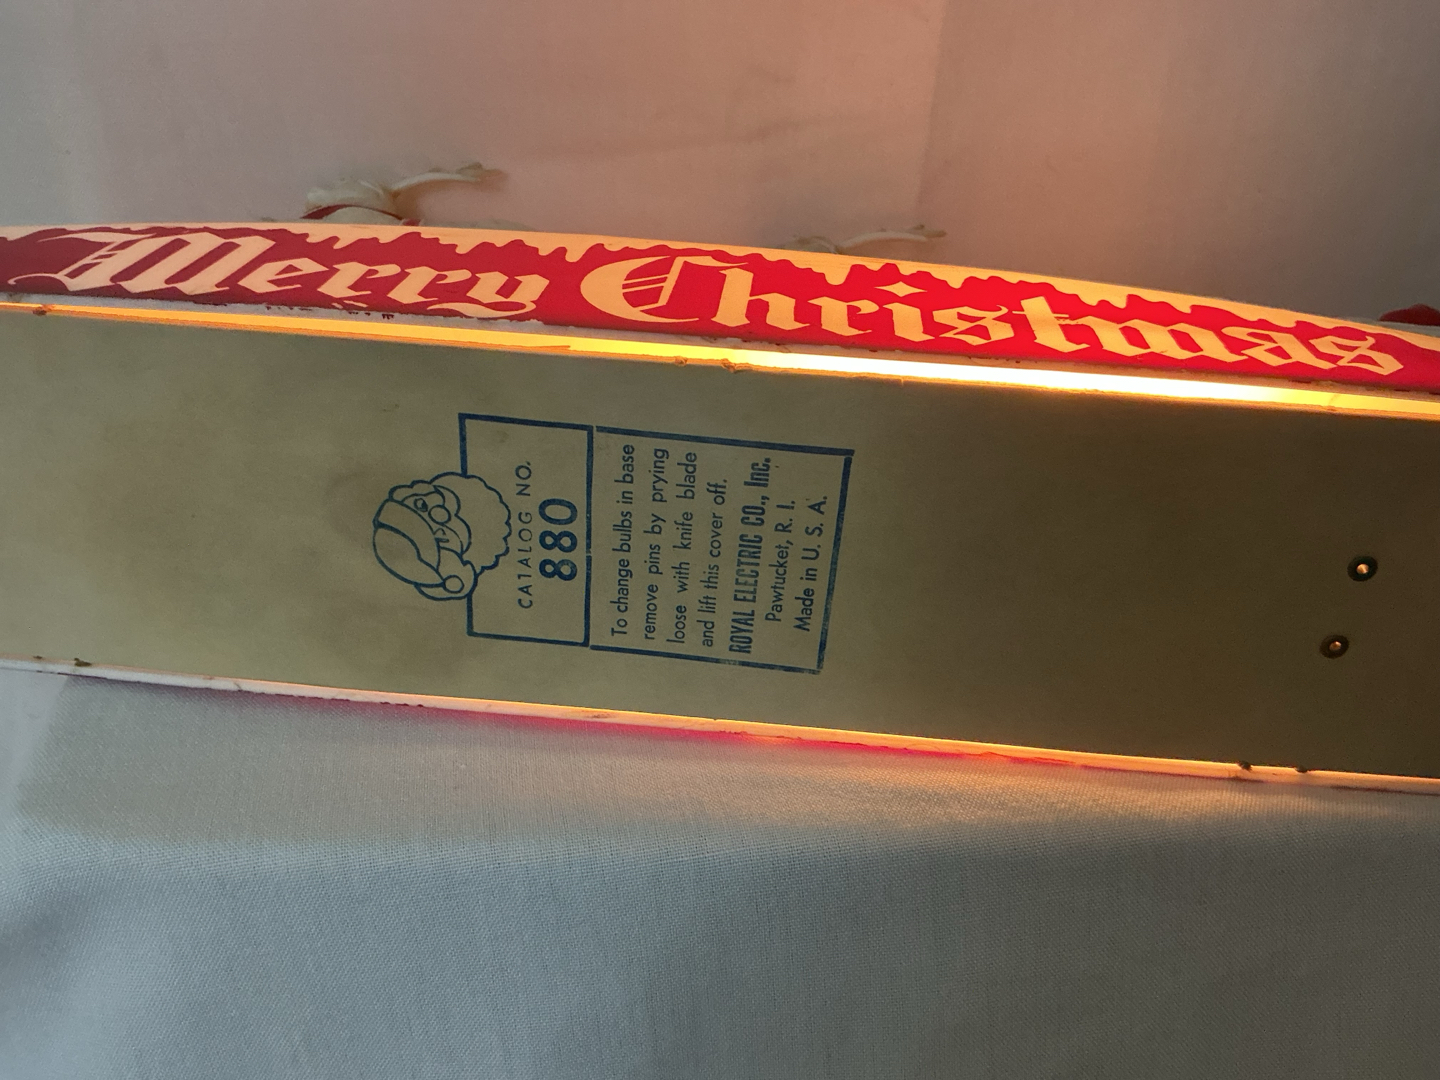 Merry Christmas
CATALOG NO.
880
To change bulbs in base
remove pins by prying
loose with knife blade
and lift this cover off.
ROYAL ELECTRIC CO., Inc.
Pawtucket, R. I.
Made in U. S. A.